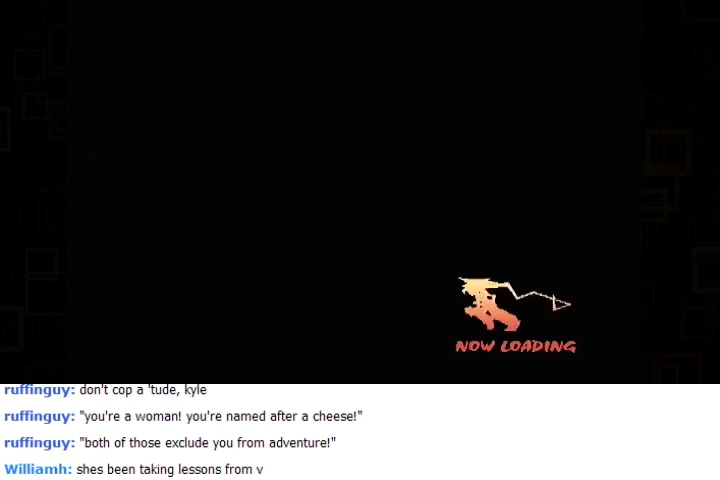 NOW LOADING
ruffinguy: don't cop a 'tude, kyle
ruffinguy: "you're a woman! you're named after a cheese!"
ruffinguy: "both of those exclude you from adventure!"
Williamh: shes been taking lessons from v